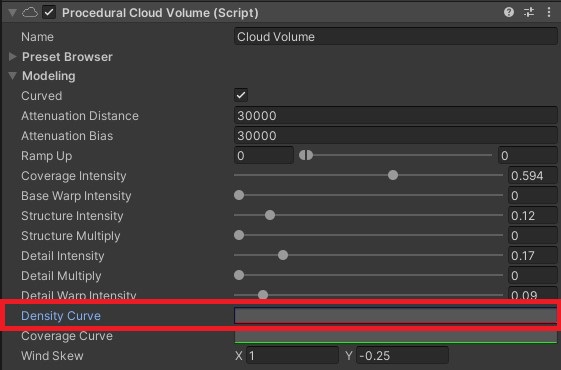 Procedural Cloud Volume (Script)
Name Cloud Volume
Preset Browser
Modeling
Curved
Attenuation Distance 30000
Attenuation Bias 30000
Ramp Up 0 0
Coverage Intensity 0.594
Base Warp Intensity 0
Structure Intensity 0.12
Structure Multiply 0
Detail Intensity 0.17
Detail Multiply 0
Detail Warp Intensity 0.09
Density Curve
Coverage Curve
Wind Skew X 1 Y -0.25